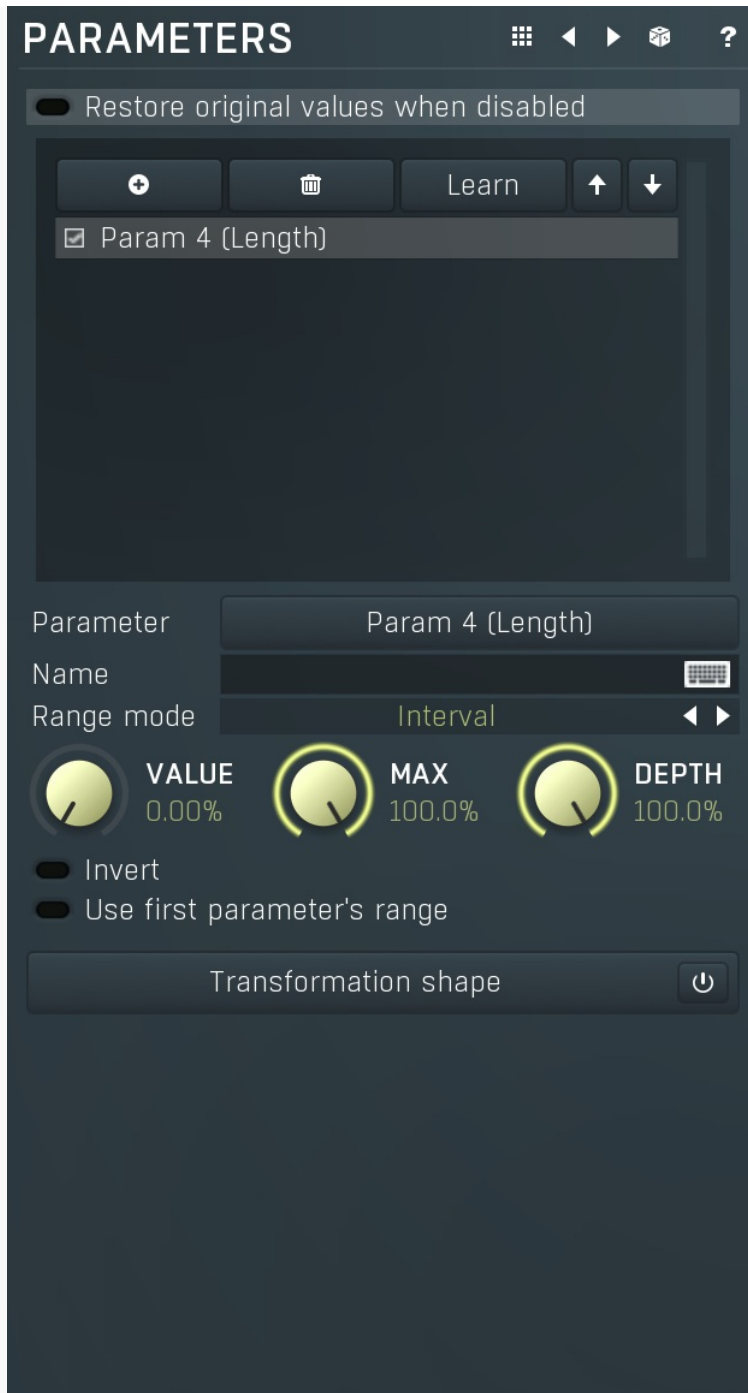 PARAMETERS ?
Restore original values when disabled
Learn
Param 4 (Length)
Parameter Param 4 (Length)
Name
Range mode Interval
VALUE MAX DEPTH
0.00% 100.0% 100.0%
Invert
Use first parameter's range
Transformation shape